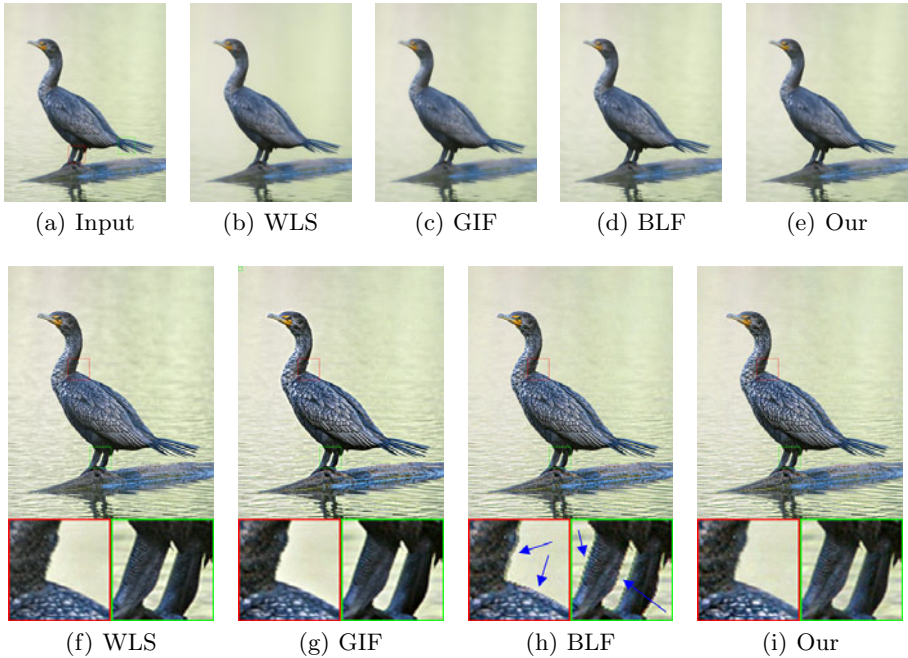 (a) Input (b) WLS (c) GIF (d) BLF (e) Our
(f) WLS (g) GIF (h) BLF (i) Our